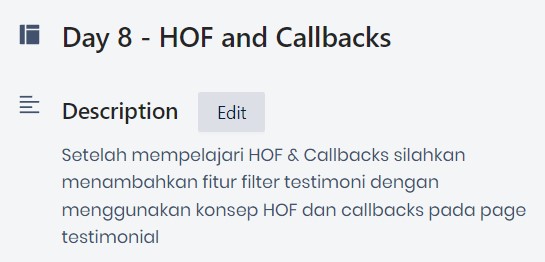 Day 8 - HOF and Callbacks
Description
Edit
Setelah mempelajari HOF & Callbacks silahkan
menambahkan fitur filter testimoni dengan
menggunakan konsep HOF dan callbacks pada page
testimonial